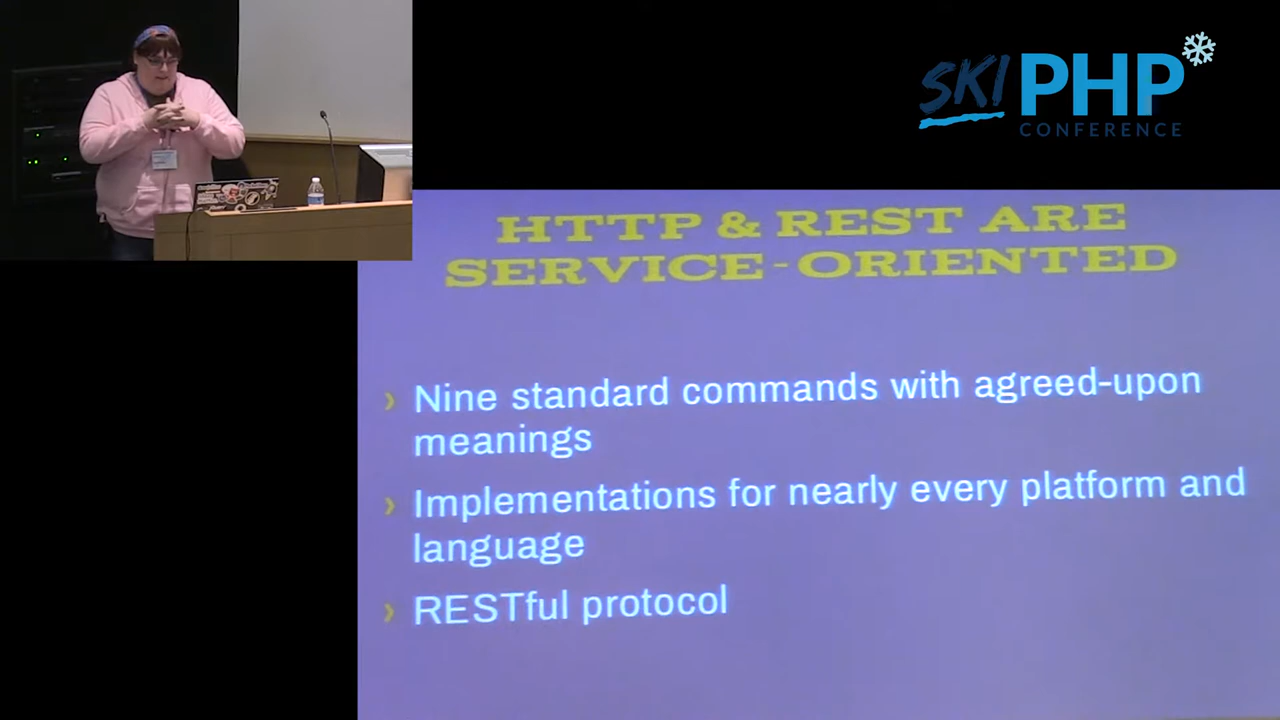 SKI PHP
CONFERENCE
HTTP & REST ARE
SERVICE-ORIENTED
› Nine standard commands with agreed-upon
meanings
› Implementations for nearly every platform and
language
› RESTful protocol